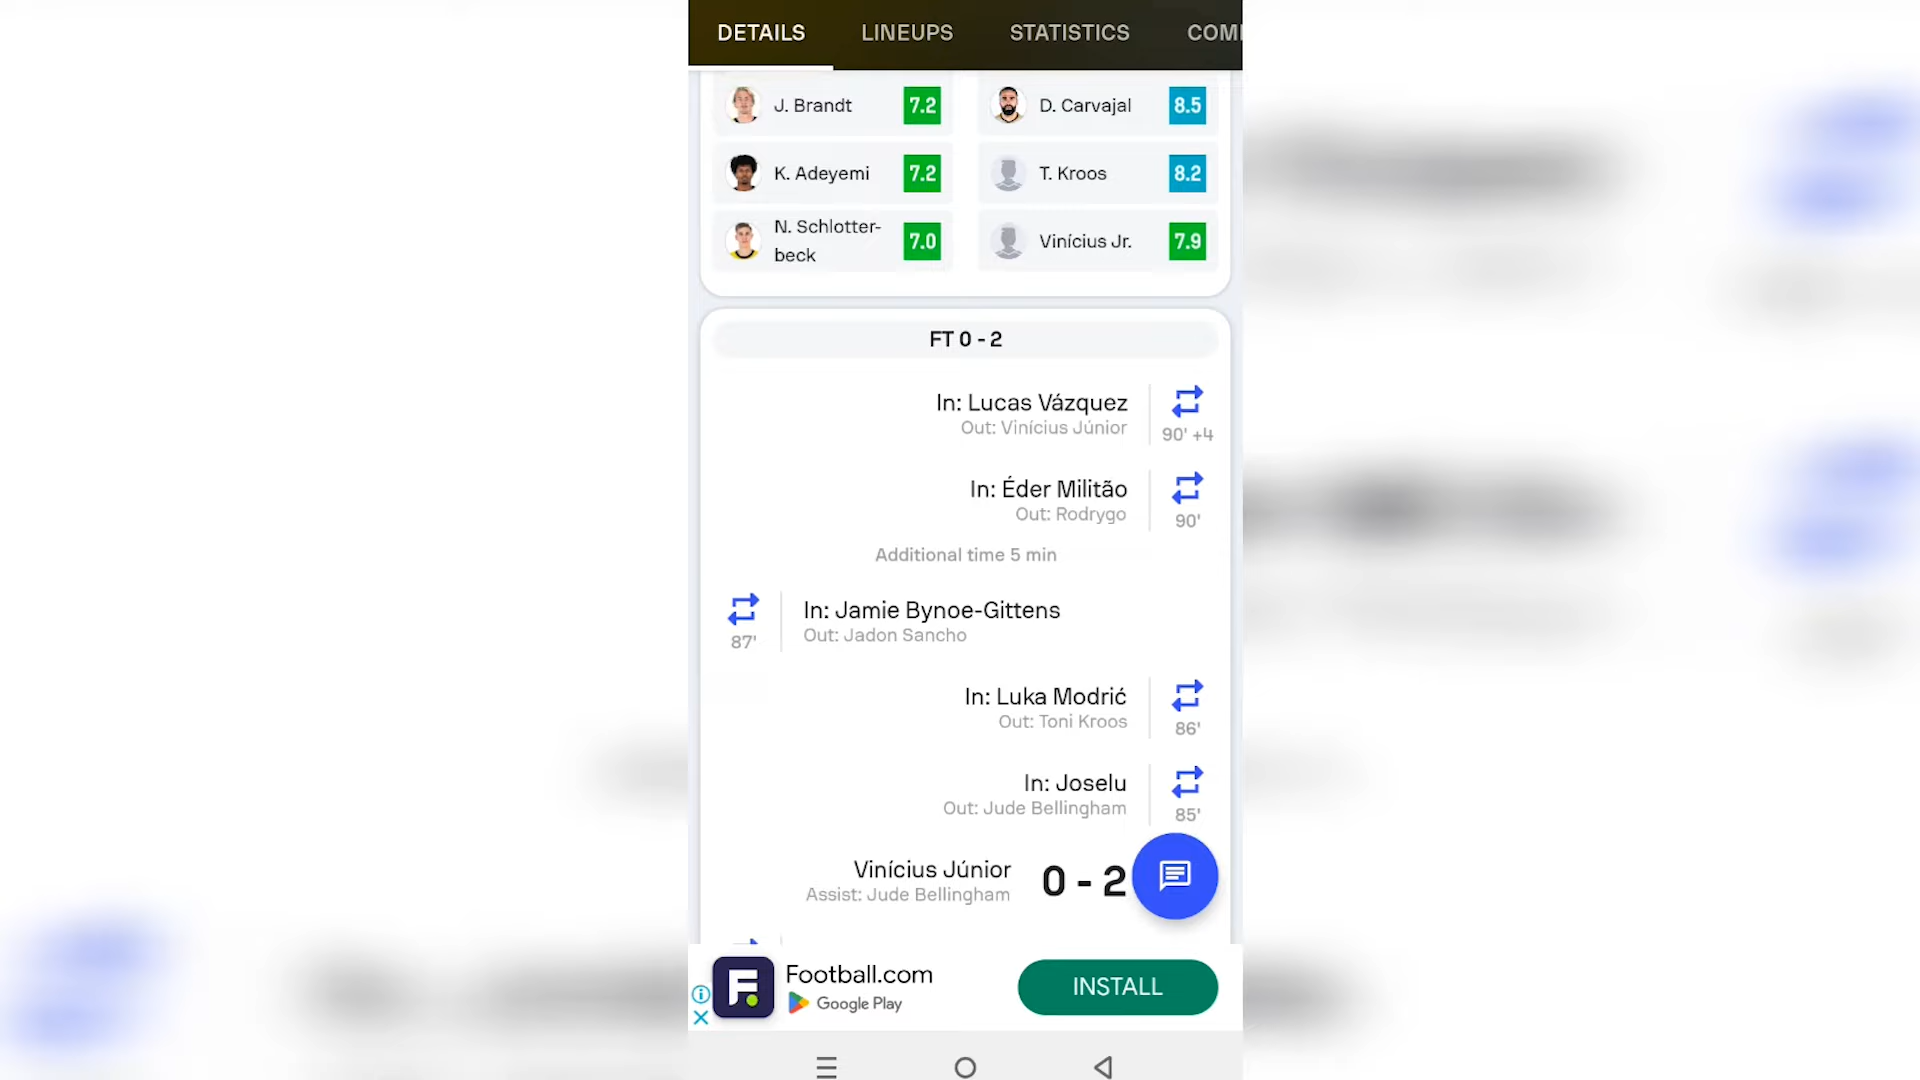 DETAILS LINEUPS STATISTICS COM
J. Brandt 7.2 D. Carvajal 8.5
K. Adeyemi 7.2 T. Kroos 8.2
N. Schlotter-
beck 7.0 Vinícius Jr. 7.9
FT 0 - 2
In: Lucas Vázquez
Out: Vinícius Júnior 90' +4
In: Éder Militão
Out: Rodrygo 90'
Additional time 5 min
In: Jamie Bynoe-Gittens
87' Out: Jadon Sancho
In: Luka Modrić
Out: Toni Kroos 86'
In: Joselu
Out: Jude Bellingham 85'
Vinícius Júnior 0 - 2
Assist: Jude Bellingham
Football.com
Google Play
INSTALL